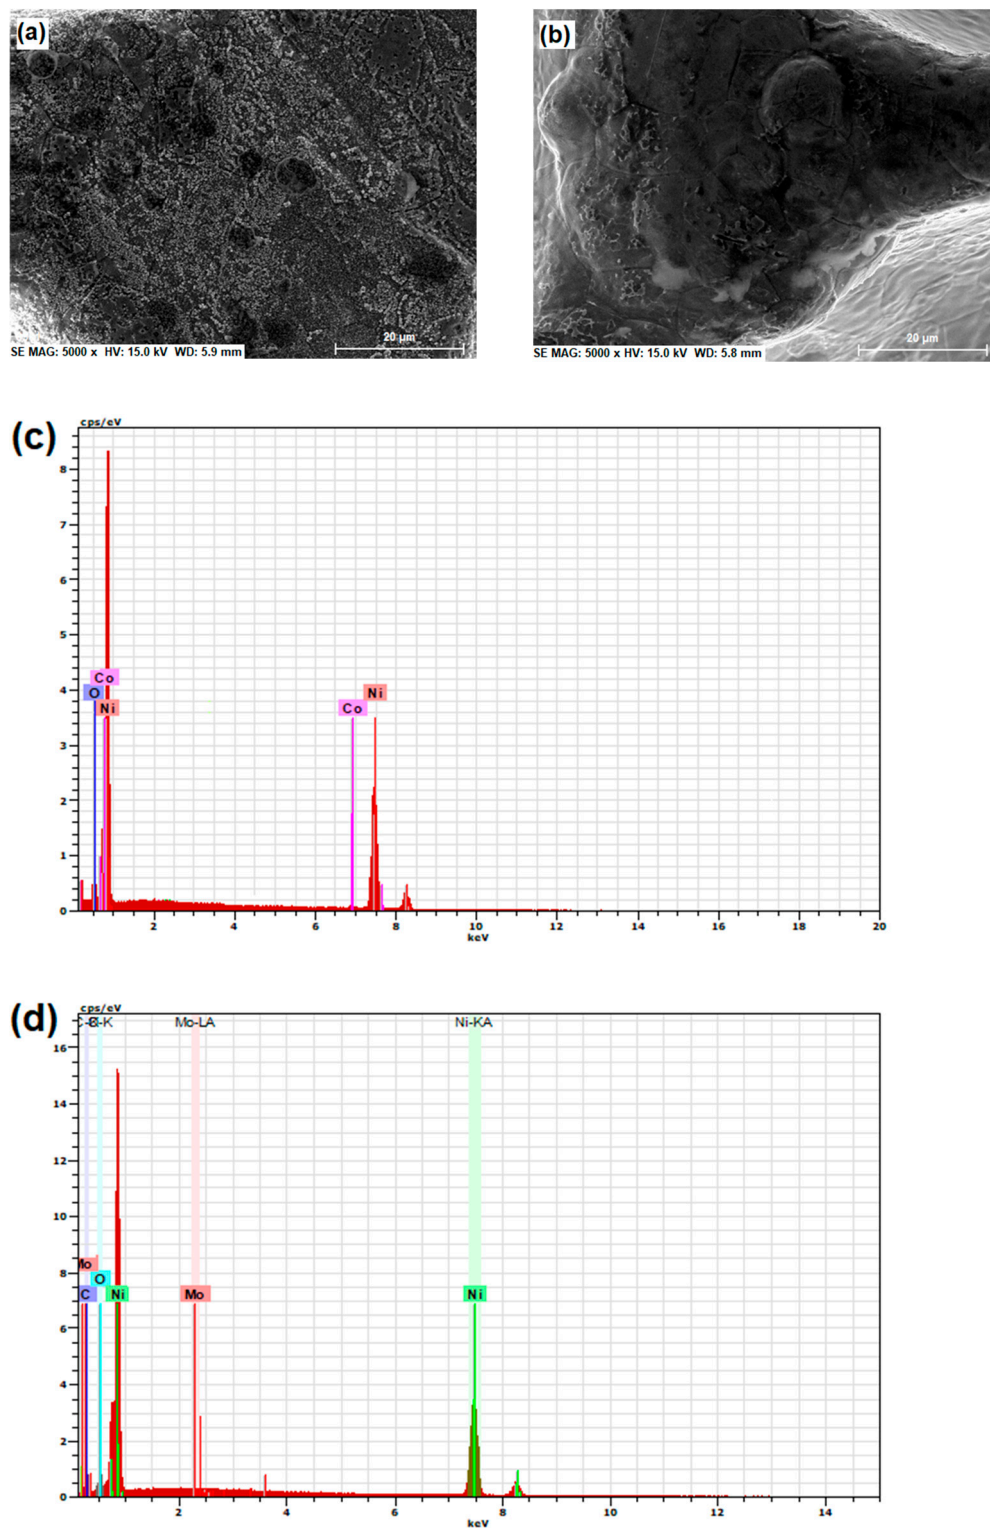 (a)
(b)
20 µm
20 µm
SE MAG: 5000 x HV: 15.0 kV WD: 5.9 mm
SE MAG: 5000 x HV: 15.0 kV WD: 5.8 mm
(c)
cps/eV
8
7
6
5
4
3
2
1
0
Co
O
Ni
Co
Ni
2 4 6 8 10 12 14 16 18 20
keV
(d)
cps/eV
Mo-LA
Ni-KA
16
14
12
10
8
6
4
2
0
Mo
O
C
Ni
Mo
Ni
2 4 6 8 10 12 14
keV